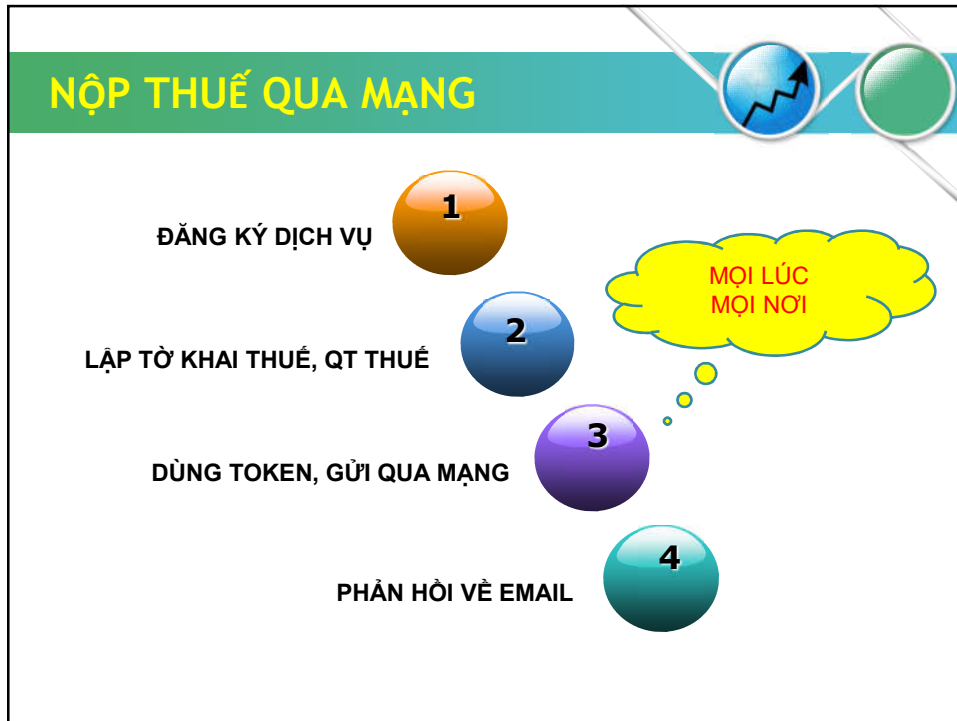 NỘP THUẾ QUA MẠNG
1
ĐĂNG KÝ DỊCH VỤ
MỌI LÚC
MỌI NƠI
2
LẬP TỜ KHAI THUẾ, QT THUẾ
3
DÙNG TOKEN, GỬI QUA MẠNG
4
PHẢN HỒI VỀ EMAIL